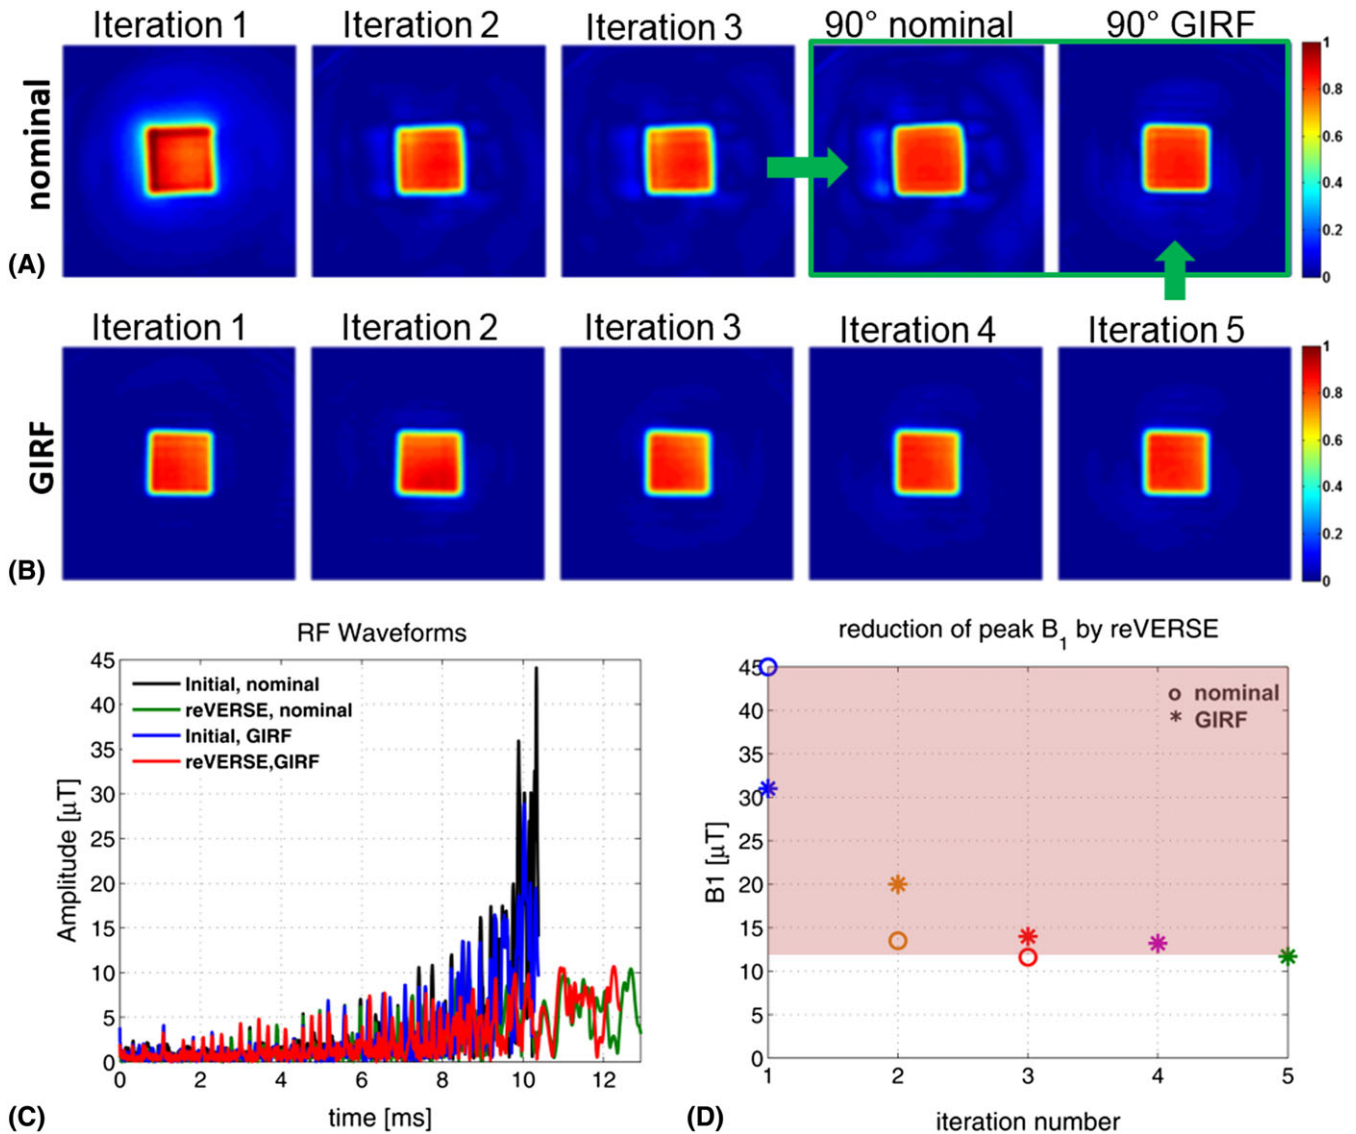 Iteration 1 Iteration 2 Iteration 3 90° nominal 90° GIRF
nominal
1
0.8
0.6
0.4
0.2
0
(A)
Iteration 1 Iteration 2 Iteration 3 Iteration 4 Iteration 5
GIRF
1
0.8
0.6
0.4
0.2
0
(B)
RF Waveforms
45
40
35
30
25
20
15
10
5
0
Amplitude [µT]
Initial, nominal
reVERSE, nominal
Initial, GIRF
reVERSE,GIRF
0 2 4 6 8 10 12
time [ms]
(C)
reduction of peak B1 by reVERSE
45
40
35
30
25
20
15
10
5
0
B1 [µT]
nominal
GIRF
1 2 3 4 5
iteration number
(D)